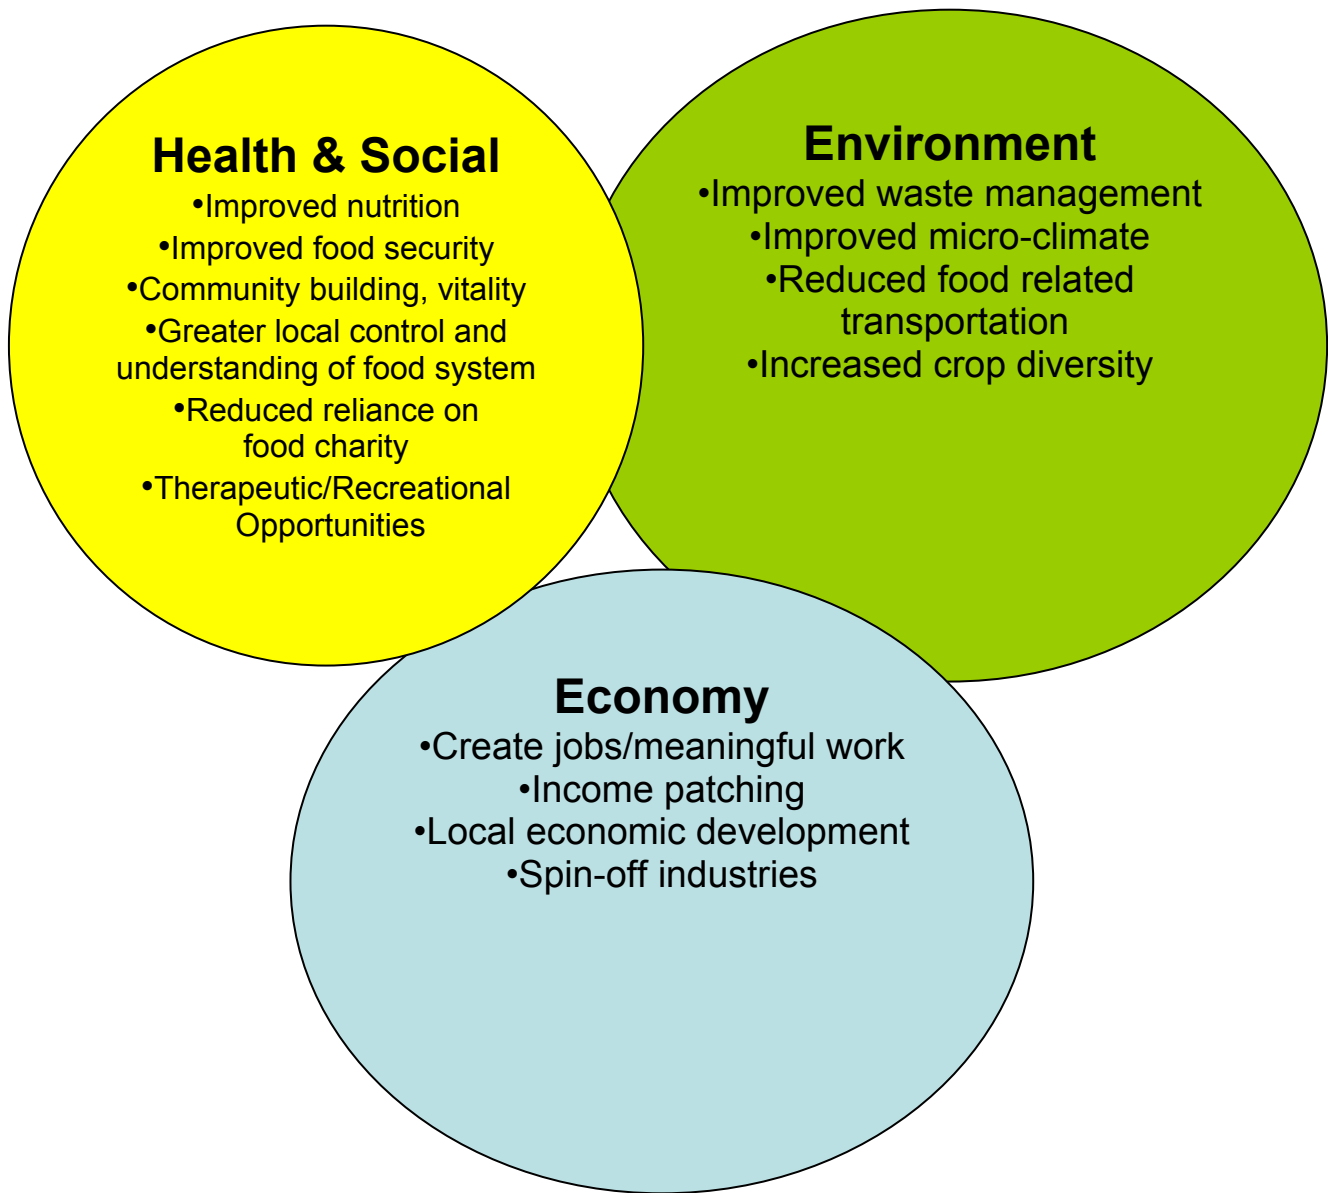 Health & Social
•Improved nutrition
•Improved food security
•Community building, vitality
•Greater local control and
understanding of food system
•Reduced reliance on
food charity
•Therapeutic/Recreational
Opportunities
Environment
•Improved waste management
•Improved micro-climate
•Reduced food related
transportation
•Increased crop diversity
Economy
•Create jobs/meaningful work
•Income patching
•Local economic development
•Spin-off industries